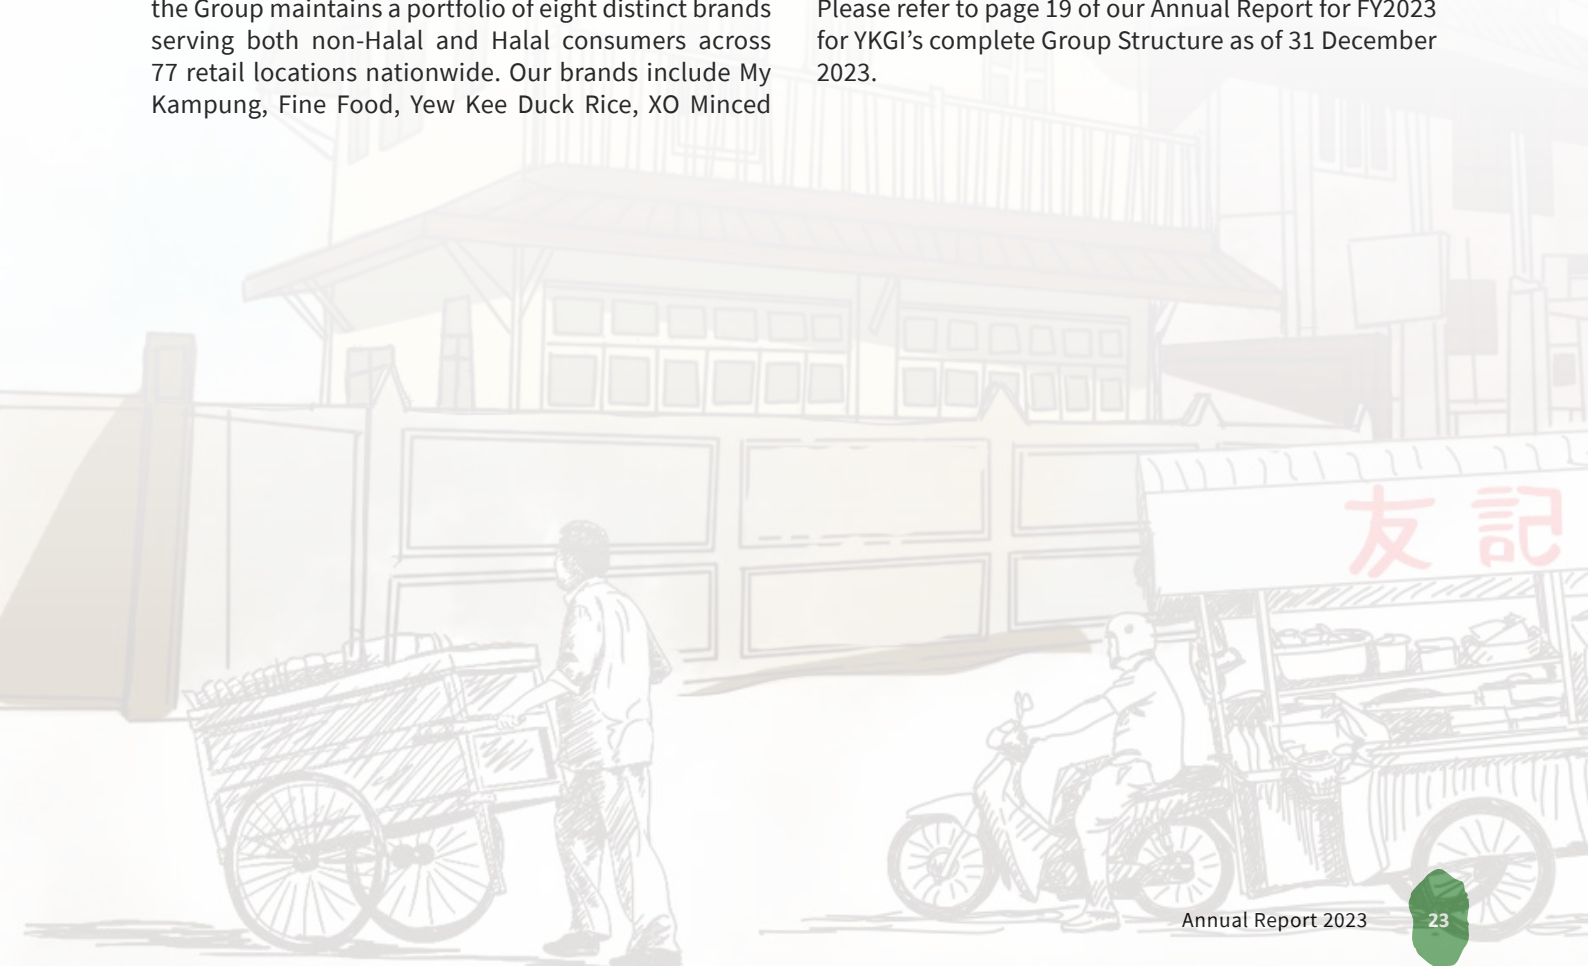 the Group maintains a portfolio of eight distinct brands
serving both non-Halal and Halal consumers across
77 retail locations nationwide. Our brands include My
Kampung, Fine Food, Yew Kee Duck Rice, XO Minced
Please refer to page 19 of our Annual Report for FY2023
for YKGI’s complete Group Structure as of 31 December
2023.
友記
Annual Report 2023
23